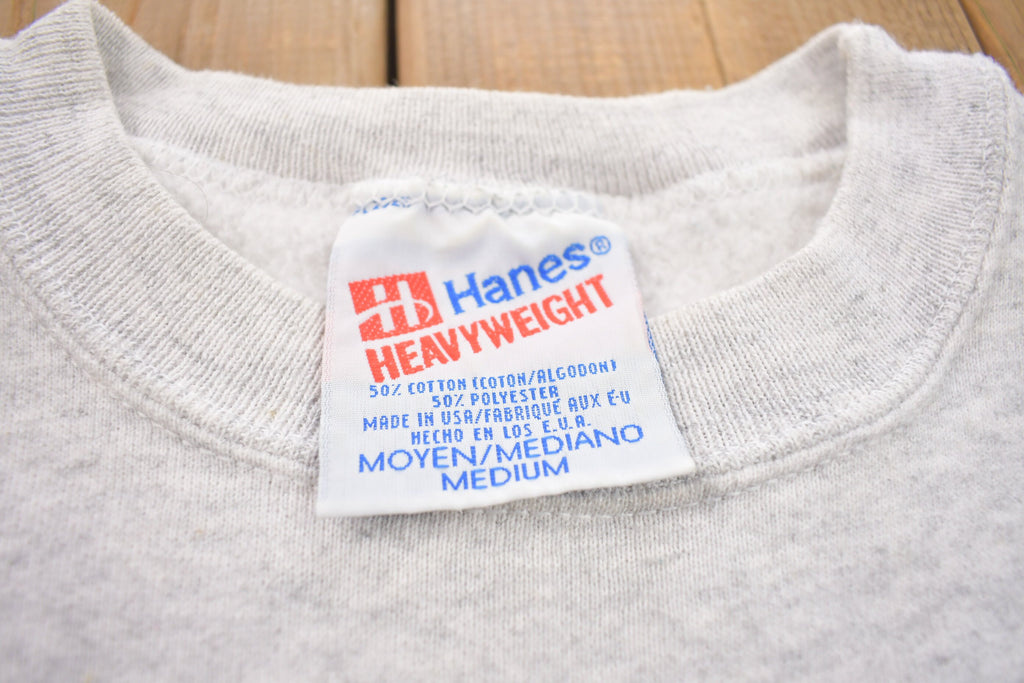 Hanes®
HEAVYWEIGHT
50% COTTON (COTON/ALGODON)
50% POLYESTER
MADE IN USA/FABRIQUÉ AUX É-U
HECHO EN LOS E.U.A.
MOYEN/MEDIANO
MEDIUM